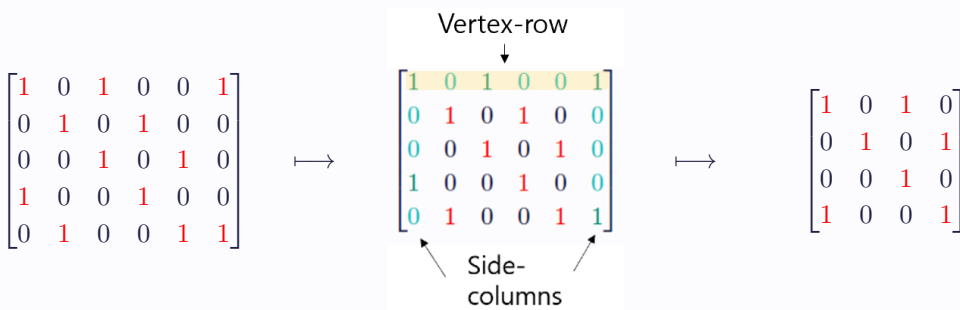 Vertex-row
1 0 1 0 0 1
0 1 0 1 0 0
0 0 1 0 1 0
1 0 0 1 0 0
0 1 0 0 1 1
⟼
1 0 1 0 0 1
0 1 0 1 0 0
0 0 1 0 1 0
1 0 0 1 0 0
0 1 0 0 1 1
⟼
1 0 1 0
0 1 0 1
0 0 1 0
1 0 0 1
Side-
columns